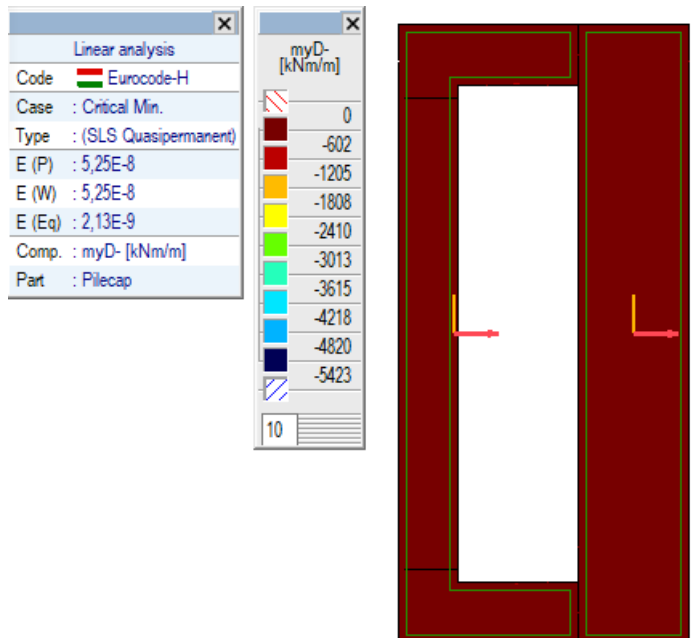 Linear analysis
Code Eurocode-H
Case : Critical Min.
Type : (SLS Quasipermanent)
E (P) : 5,25E-8
E (W) : 5,25E-8
E (Eq) : 2,13E-9
Comp. : myD- [kNm/m]
Part : Pilecap
myD-
[kNm/m]
0
-602
-1205
-1808
-2410
-3013
-3615
-4218
-4820
-5423
10